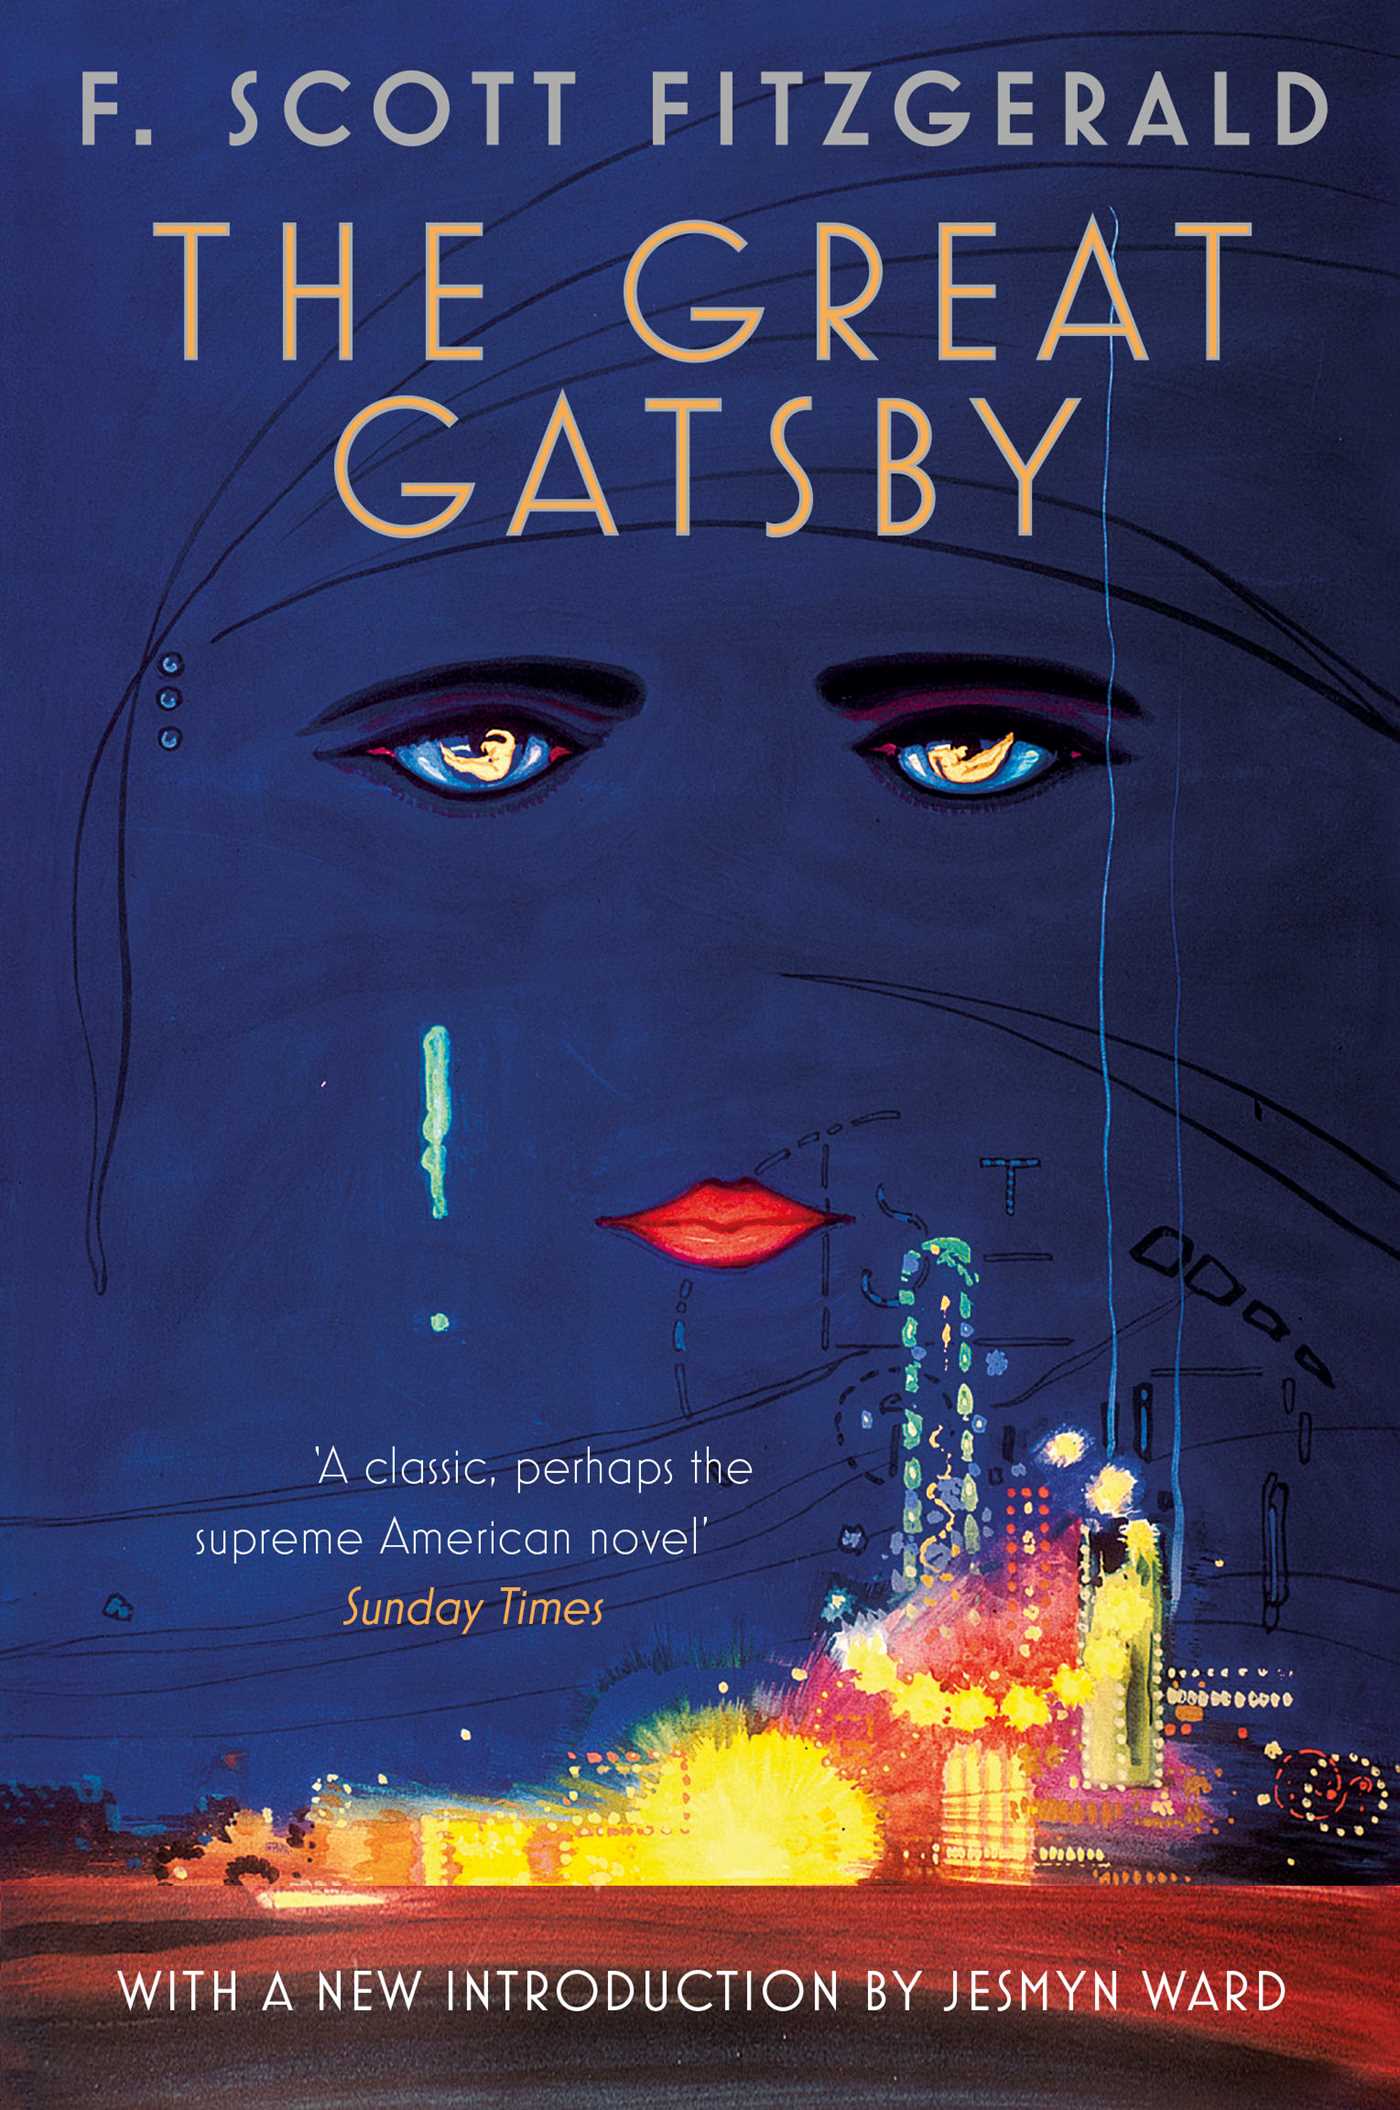 F. SCOTT FITZGERALD
THE GREAT
GATSBY
'A classic, perhaps the
supreme American novel'
Sunday Times
WITH A NEW INTRODUCTION BY JESMYN WARD